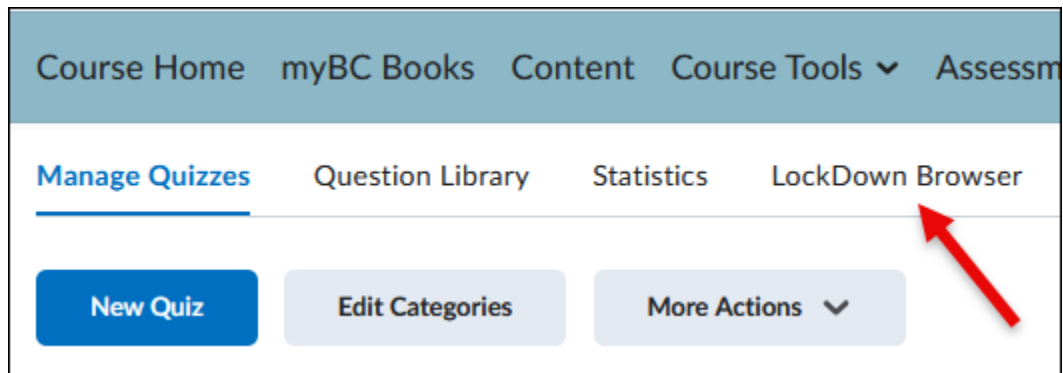 Course Home myBC Books Content Course Tools Assessm
Manage Quizzes Question Library Statistics LockDown Browser
New Quiz Edit Categories More Actions